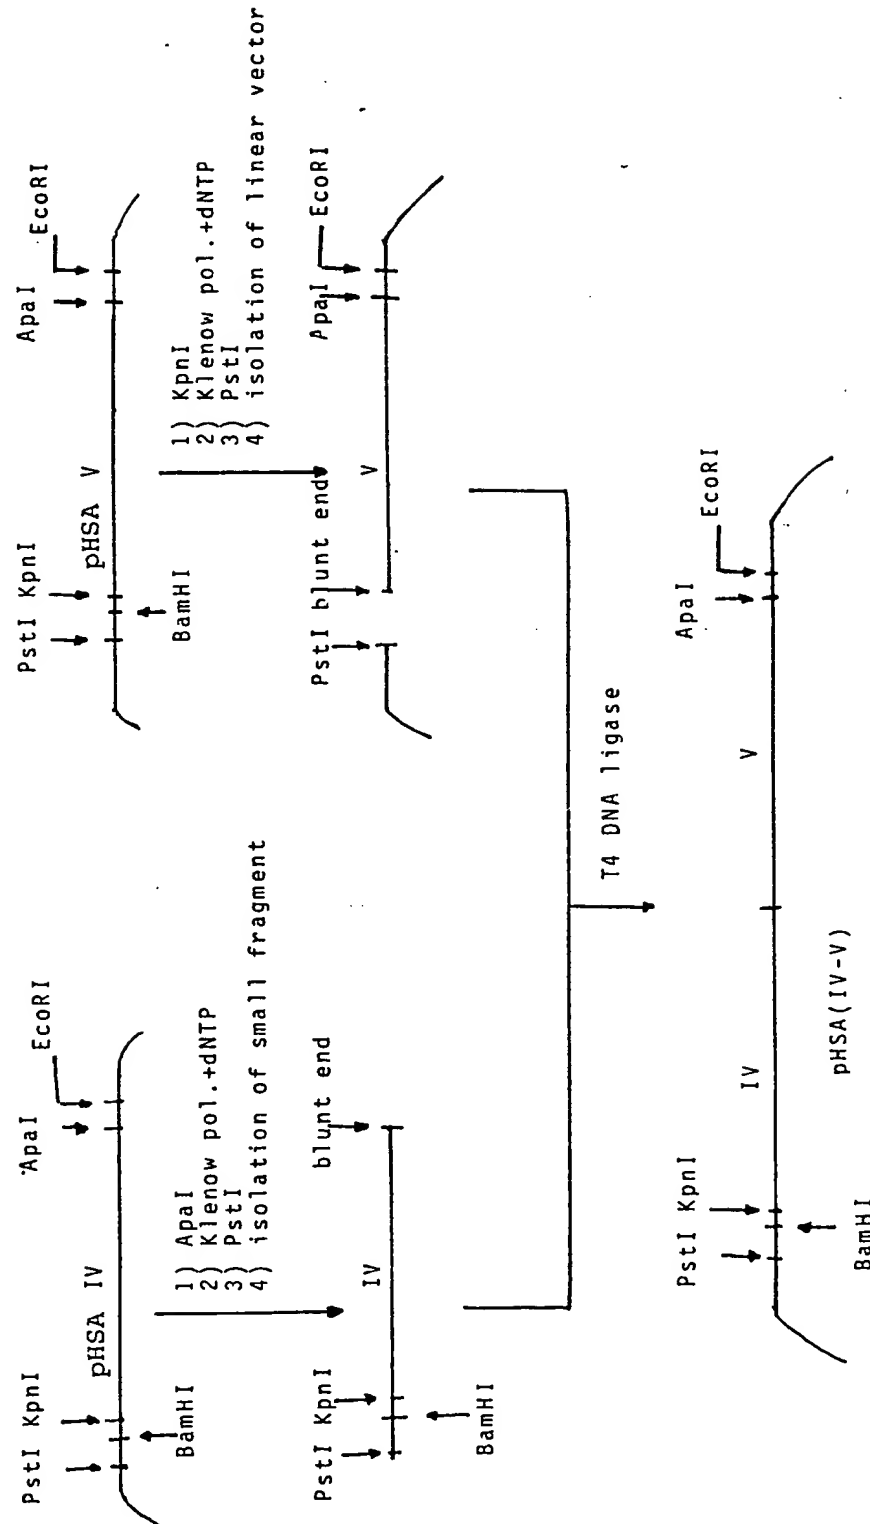 PstI KpnI
ApaI
EcoRI
pHSA IV
BamHI
1) ApaI
2) Klenow pol.+dNTP
3) PstI
4) isolation of small fragment
PstI KpnI
blunt end
IV
BamHI
PstI KpnI
ApaI
EcoRI
pHSA V
BamHI
1) KpnI
2) Klenow pol.+dNTP
3) PstI
4) isolation of linear vector
PstI blunt end
ApaI
EcoRI
V
T4 DNA ligase
PstI KpnI
ApaI
EcoRI
IV
V
BamHI
pHSA(IV-V)